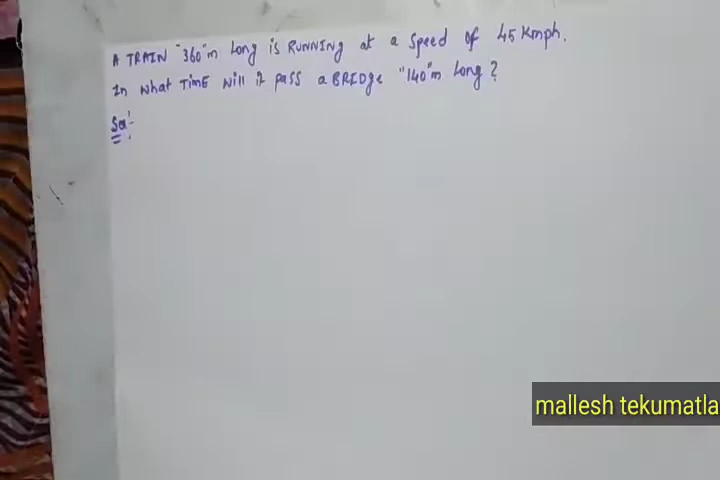 A TRAIN "360"m long is RUNNING at a speed of 45 Kmph.
In what TimE will it pass a BRIDge "140"m long?
Sol:-
mallesh tekumatla